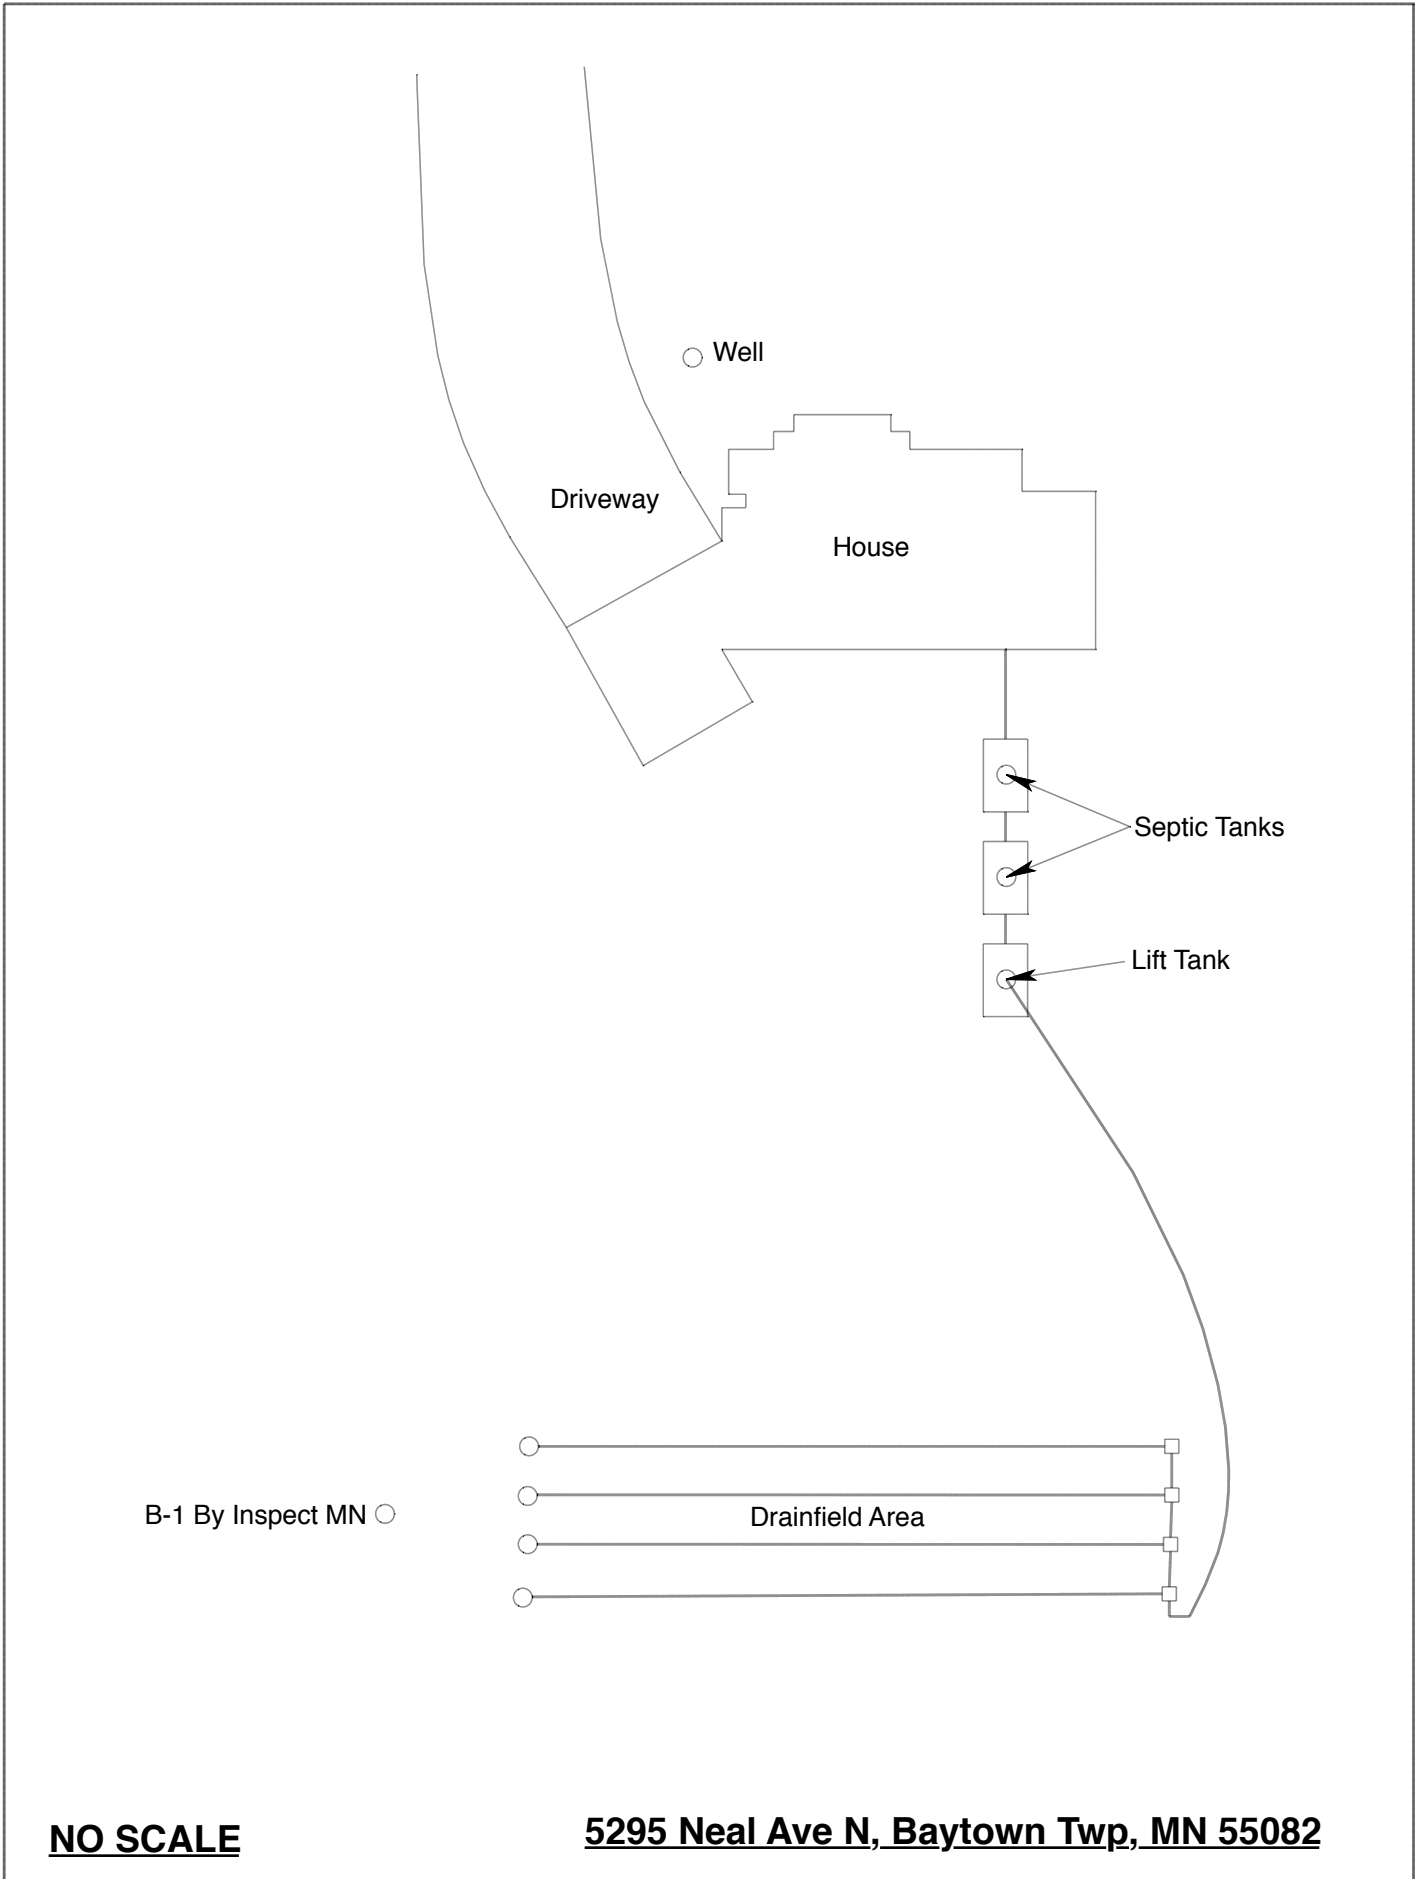 Well
Driveway
House
Septic Tanks
Lift Tank
B-1 By Inspect MN
Drainfield Area
NO SCALE
5295 Neal Ave N, Baytown Twp, MN 55082